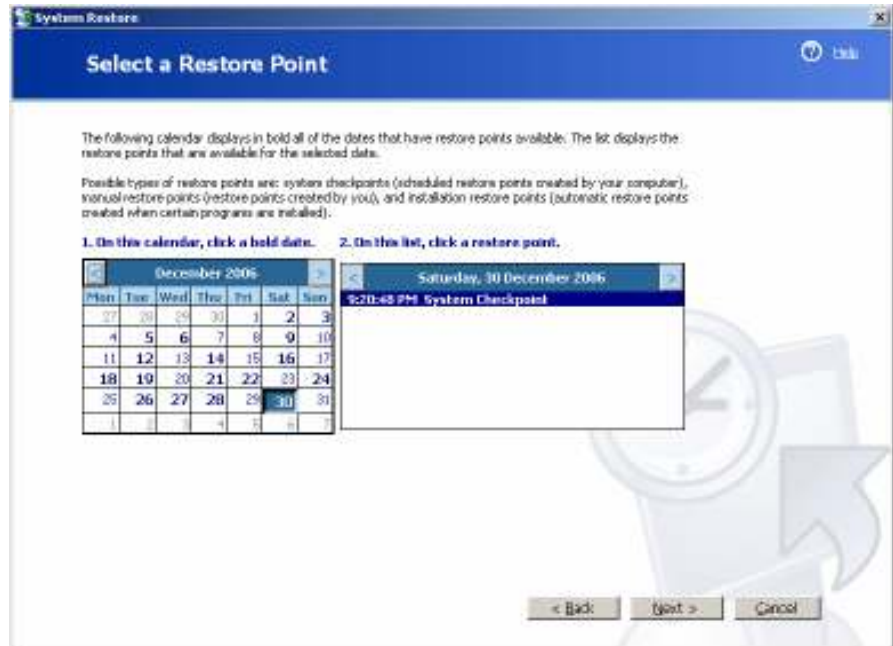 System Restore
Select a Restore Point
Help
The following calendar displays in bold all of the dates that have restore points available. The list displays the
restore points that are available for the selected date.
Possible types of restore points are: system checkpoints (scheduled restore points created by your computer),
manual restore points (restore points created by you), and installation restore points (automatic restore points
created when certain programs are installed).
1. On this calendar, click a bold date.
2. On this list, click a restore point.
< December 2006 >
Mon Tue Wed Thu Fri Sat Sun
27 28 29 30 1 2 3
4 5 6 7 8 9 10
11 12 13 14 15 16 17
18 19 20 21 22 23 24
25 26 27 28 29 30 31
1 2 3 4 5 6 7
< Saturday, 30 December 2006 >
9:20:48 PM System Checkpoint
< Back
Next >
Cancel